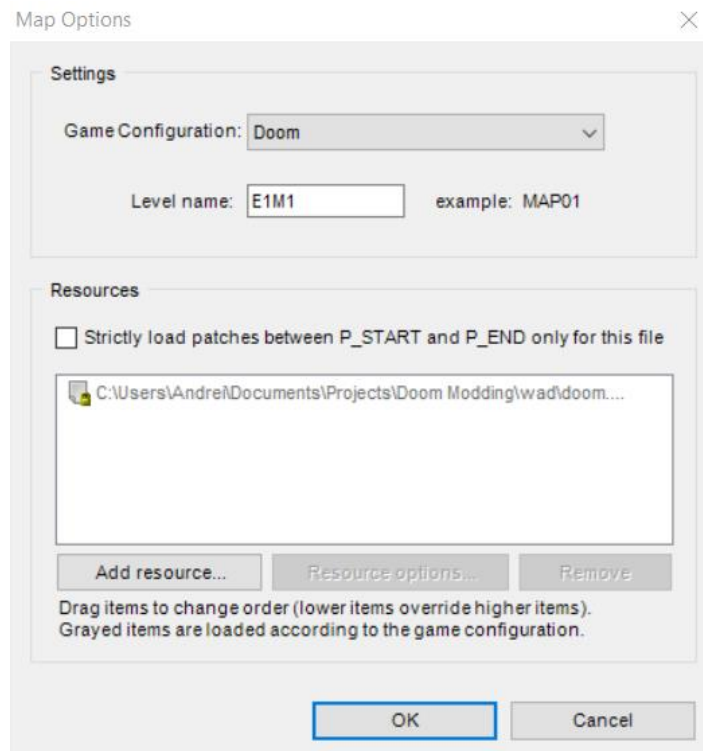 Map Options
Settings
Game Configuration: Doom
Level name: E1M1 example: MAP01
Resources
Strictly load patches between P_START and P_END only for this file
C:\Users\Andrei\Documents\Projects\Doom Modding\wad\doom....
Add resource... Resource options... Remove
Drag items to change order (lower items override higher items).
Grayed items are loaded according to the game configuration.
OK Cancel